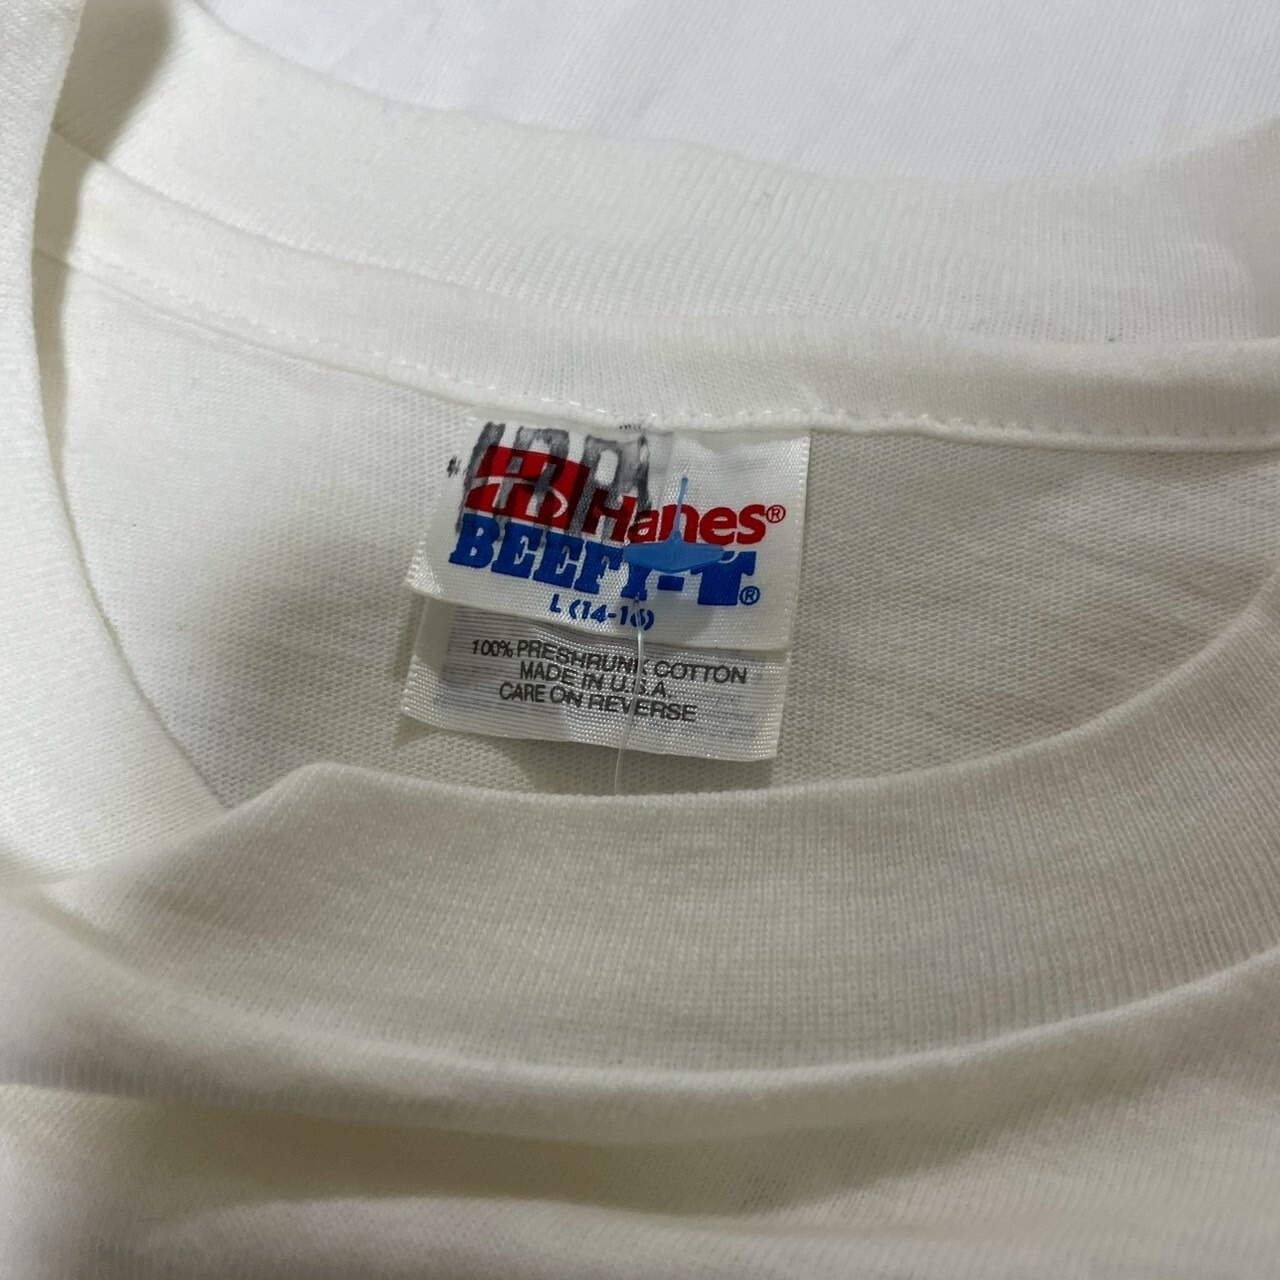 Hanes®
BEEFY-T®
L (14-16)
100% PRESHRUNK COTTON
MADE IN U.S.A.
CARE ON REVERSE